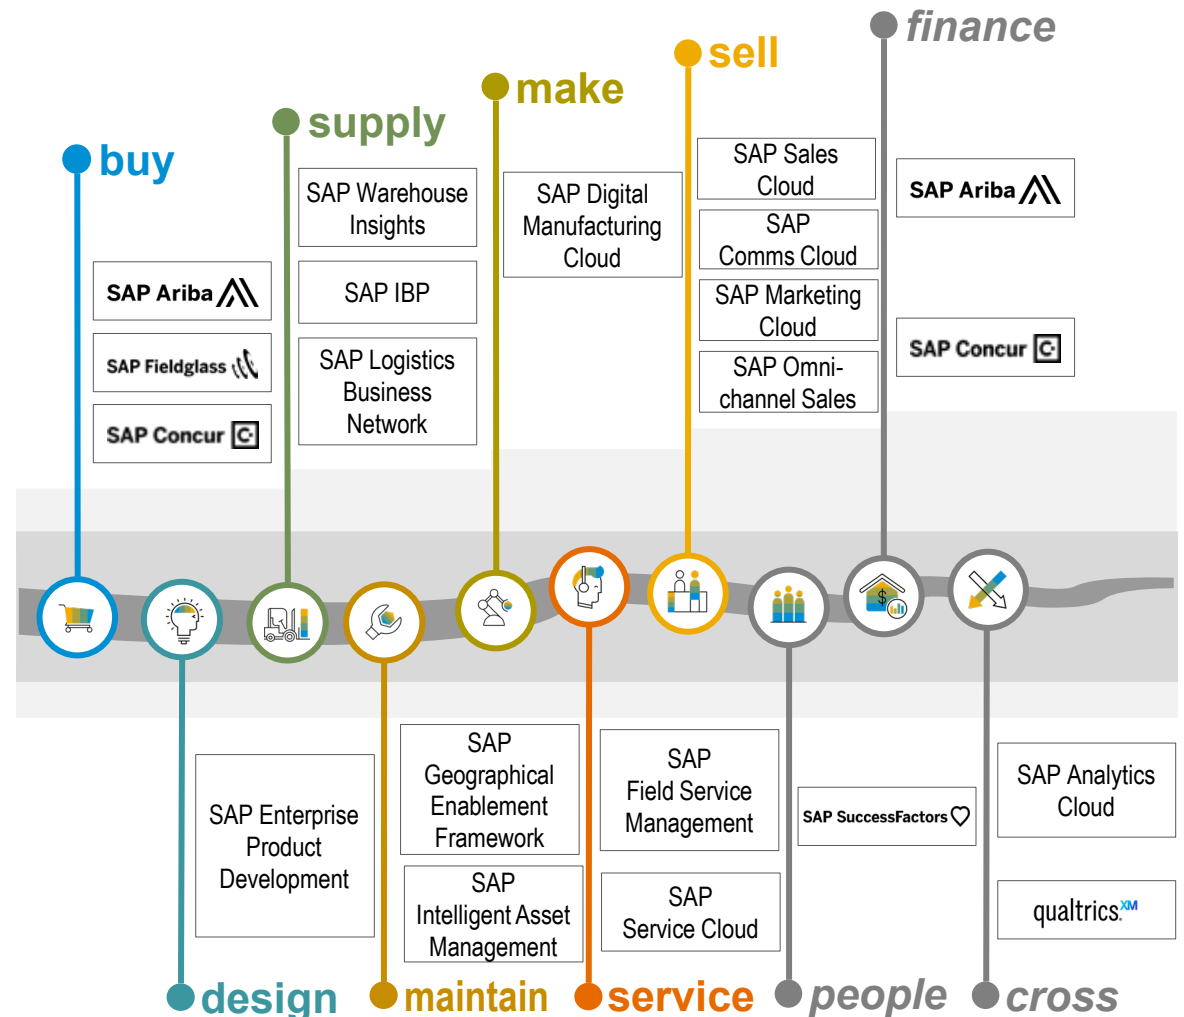 finance
sell
make
supply
buy
SAP Warehouse
Insights
SAP IBP
SAP Logistics
Business
Network
SAP Ariba
SAP Fieldglass
SAP Concur
SAP Digital
Manufacturing
Cloud
SAP Sales
Cloud
SAP
Comms Cloud
SAP Marketing
Cloud
SAP Omni-
channel Sales
SAP Ariba
SAP Concur
$
SAP Enterprise
Product
Development
SAP
Geographical
Enablement
Framework
SAP
Intelligent Asset
Management
SAP
Field Service
Management
SAP
Service Cloud
SAP SuccessFactors
SAP Analytics
Cloud
qualtrics.XM
design
maintain
service
people
cross